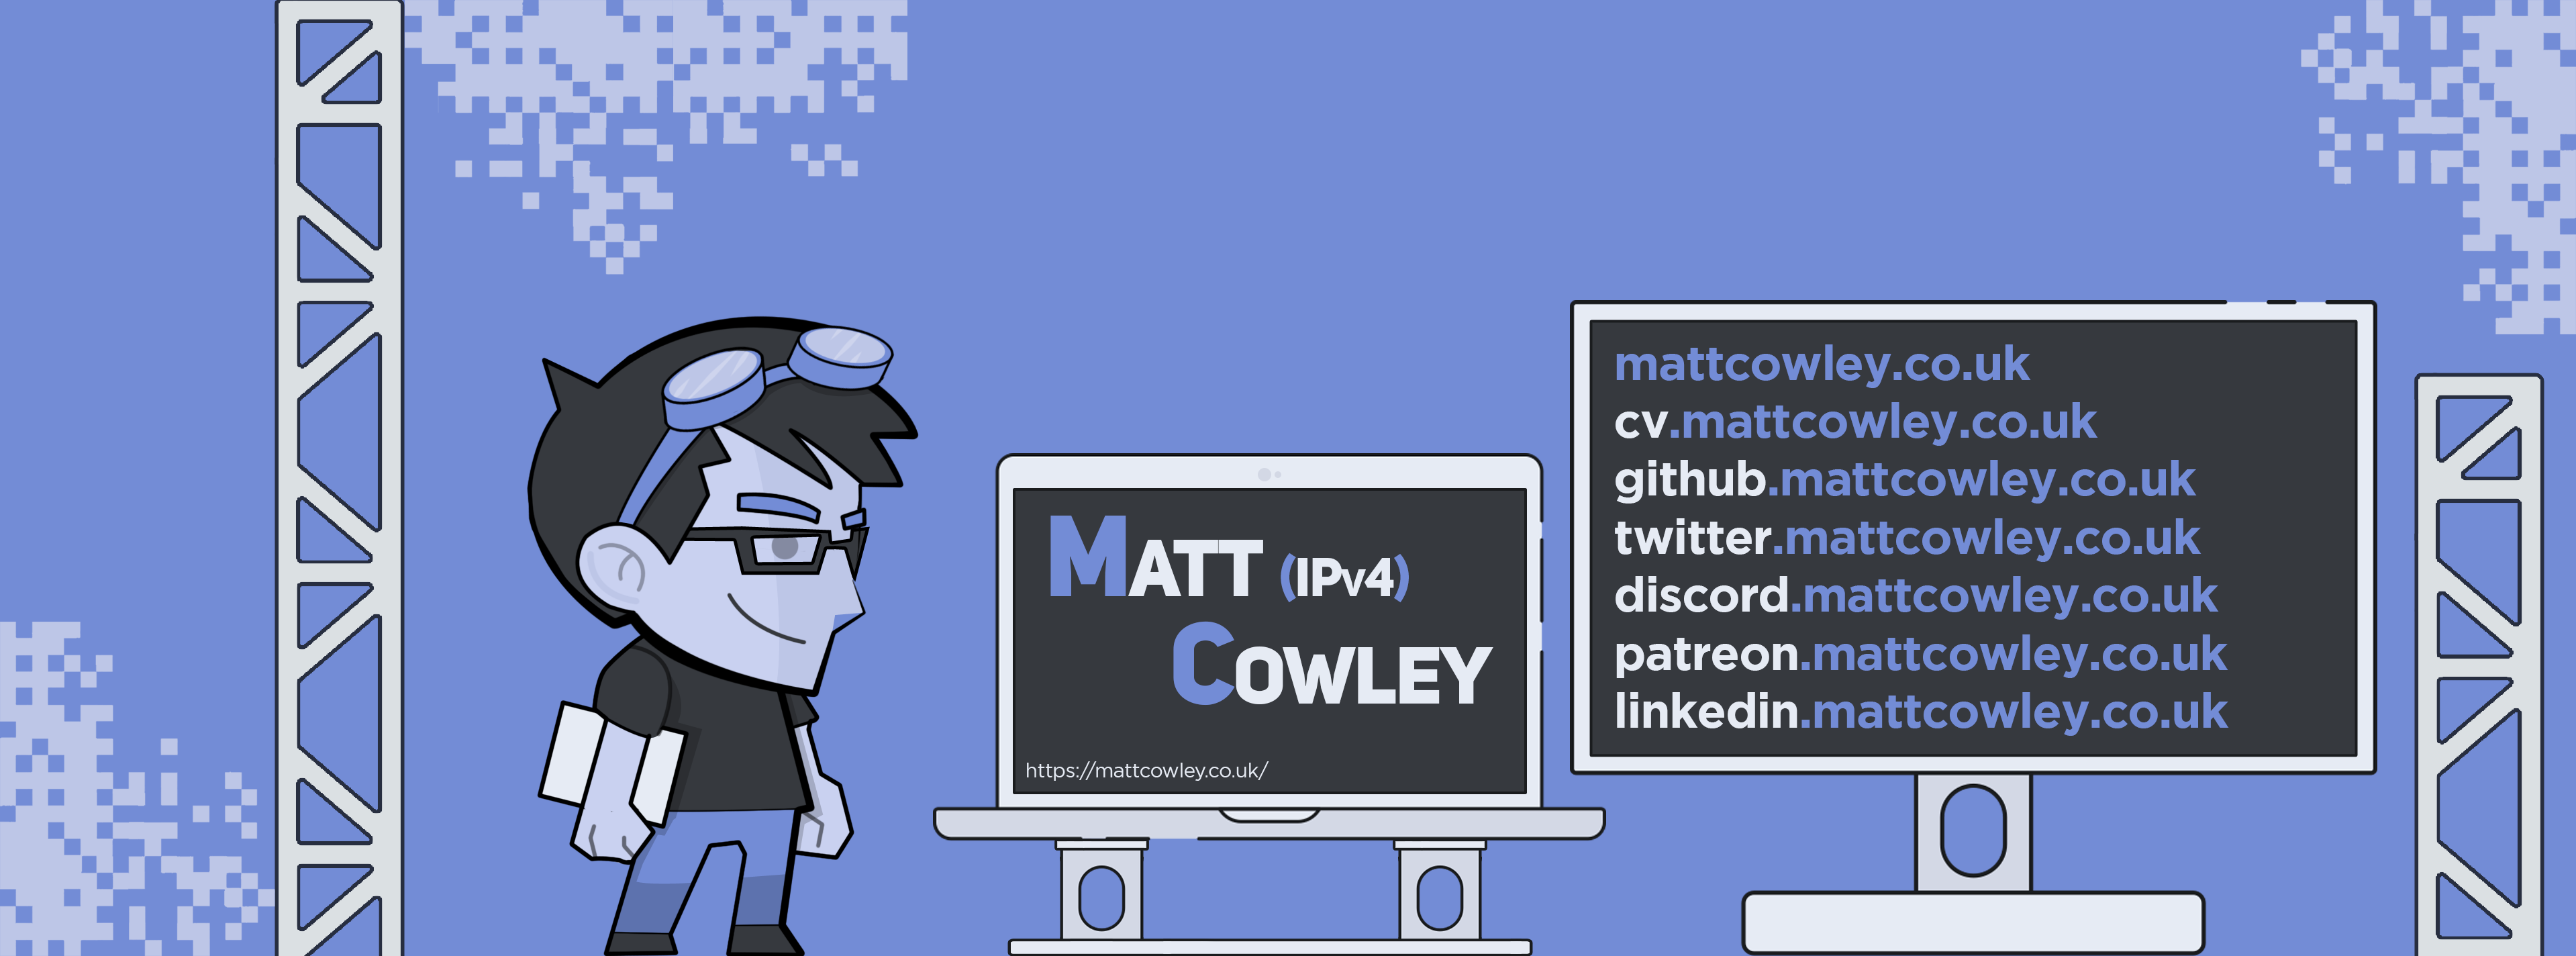 MATT (IPv4)
COWLEY
https://mattcowley.co.uk/
mattcowley.co.uk
cv.mattcowley.co.uk
github.mattcowley.co.uk
twitter.mattcowley.co.uk
discord.mattcowley.co.uk
patreon.mattcowley.co.uk
linkedin.mattcowley.co.uk